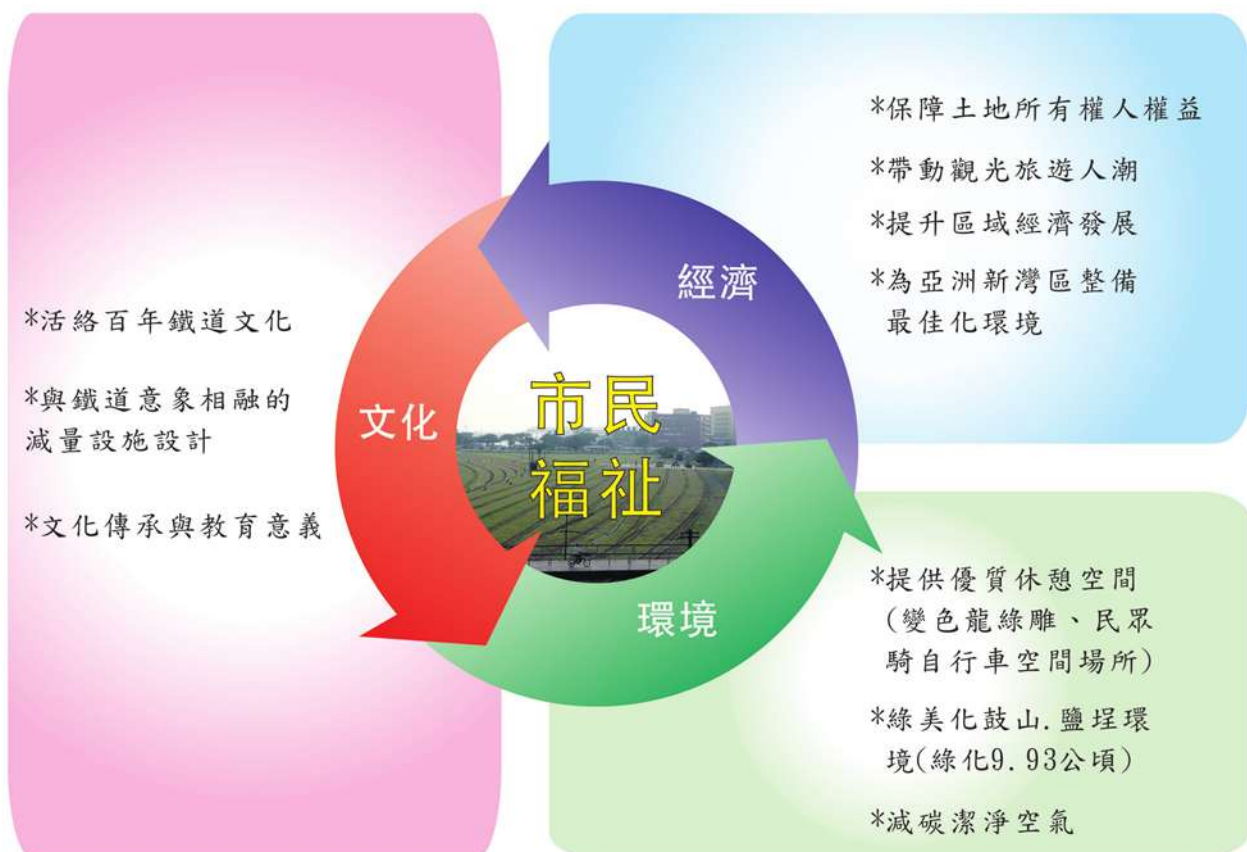 *保障土地所有權人權益
*帶動觀光旅遊人潮
*提升區域經濟發展
*為亞洲新灣區整備
最佳化環境
經濟
*活絡百年鐵道文化
*與鐵道意象相融的
減量設施設計
*文化傳承與教育意義
文化
市民
福祉
環境
*提供優質休憩空間
(變色龍綠雕、民眾
騎自行車空間場所)
*綠美化鼓山.鹽埕環
境(綠化9.93公頃)
*減碳潔淨空氣